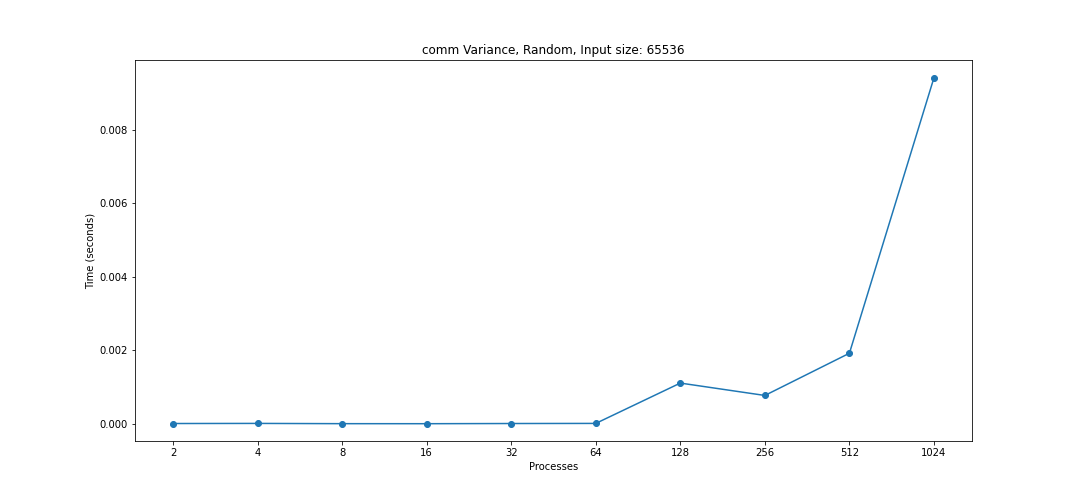 comm Variance, Random, Input size: 65536
Time (seconds)
0.008
0.006
0.004
0.002
0.000
2 4 8 16 32 64 128 256 512 1024
Processes